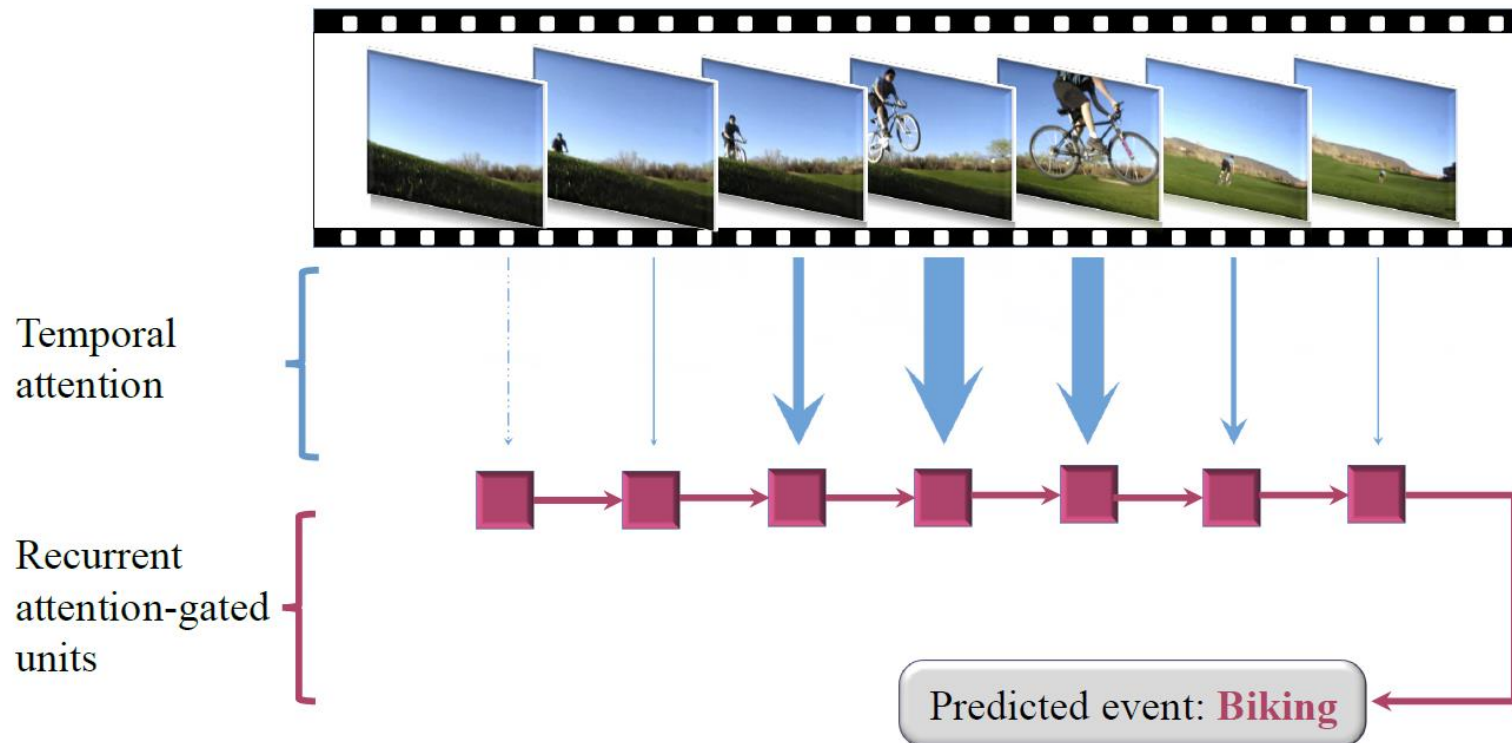 Temporal
attention
Recurrent
attention-gated
units
Predicted event: Biking